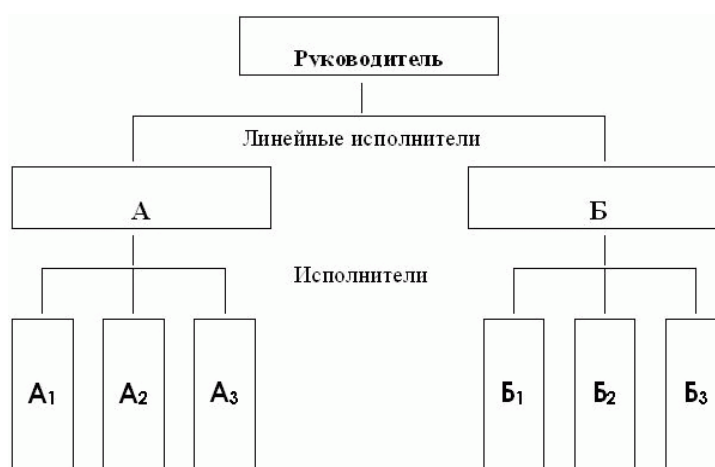 Руководитель
Линейные исполнители
А
Б
Исполнители
А1
А2
А3
Б1
Б2
Б3